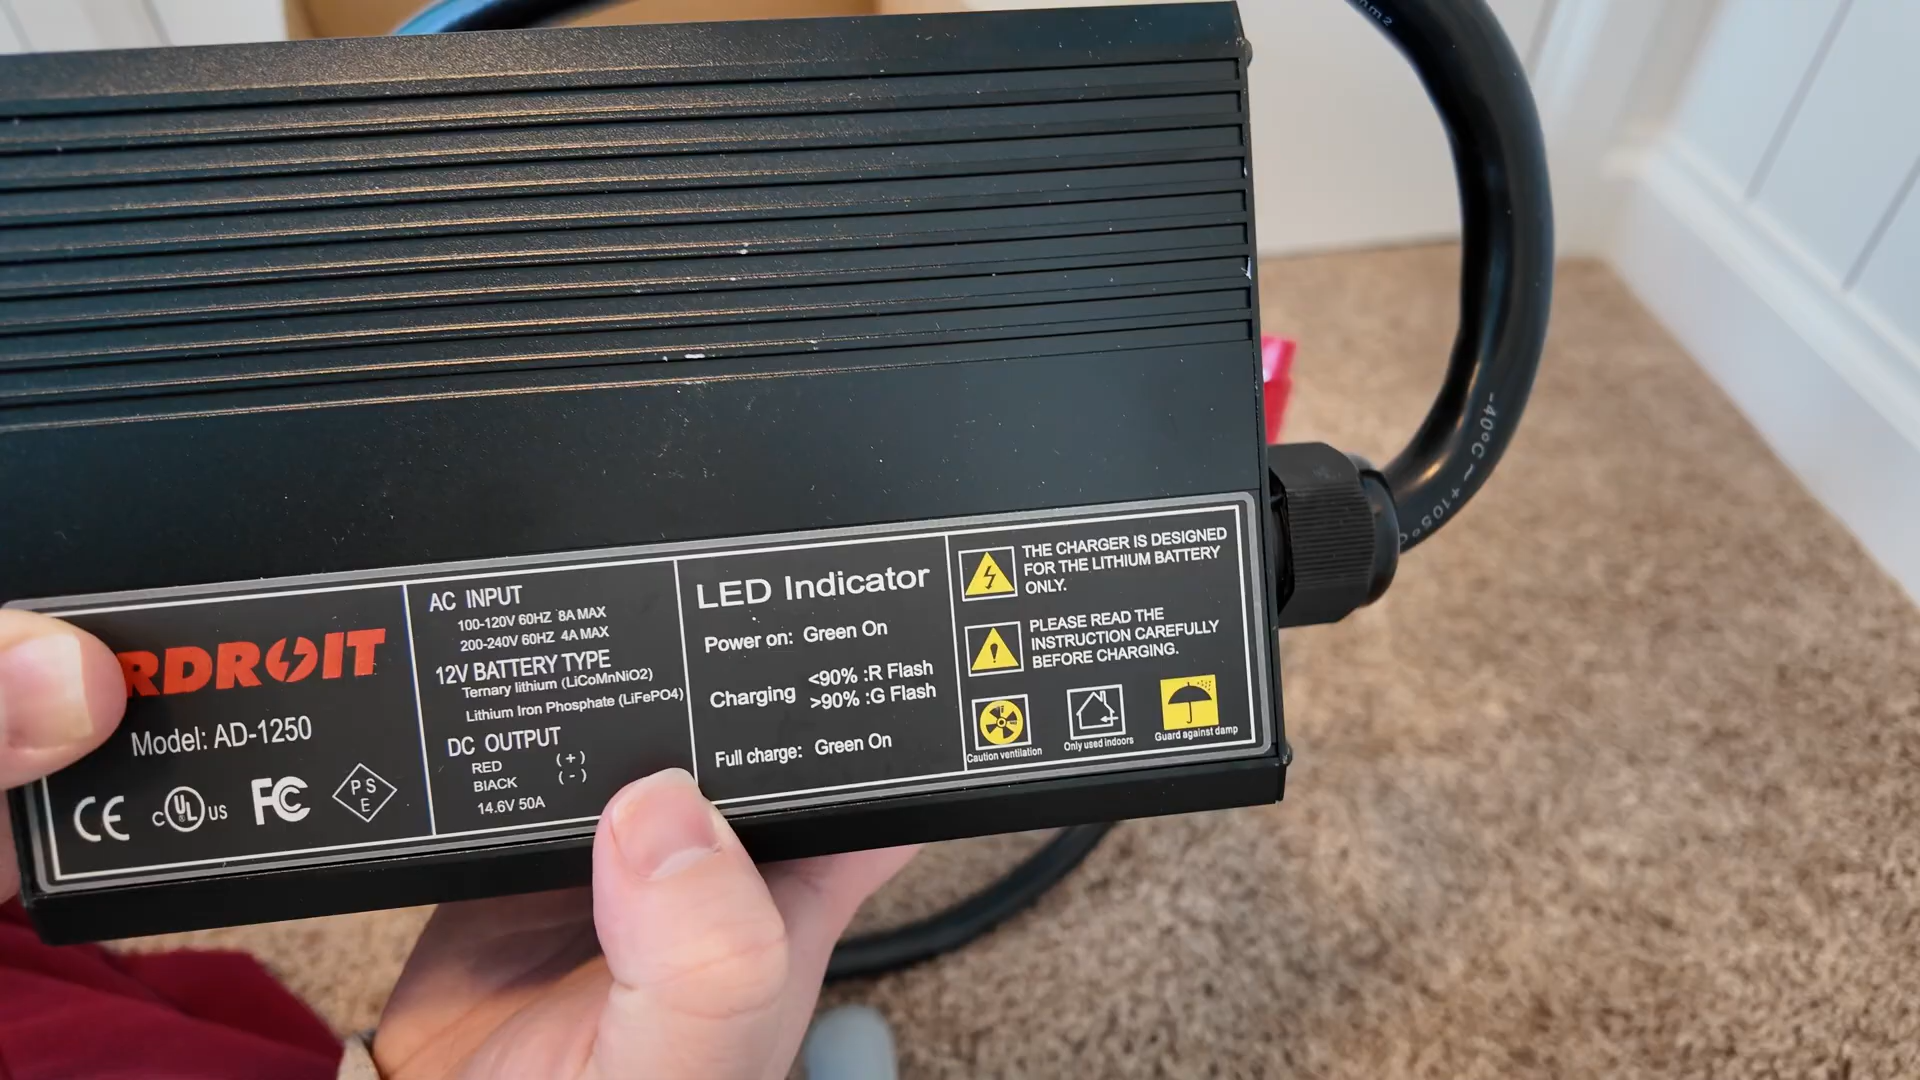 RDROIT
Model: AD-1250
CE
c UL us
FC
PS
E
AC INPUT
100-120V 60HZ 8A MAX
200-240V 60HZ 4A MAX
12V BATTERY TYPE
Ternary lithium (LiCoMnNiO2)
Lithium Iron Phosphate (LiFePO4)
DC OUTPUT
RED (+)
BIACK (-)
14.6V 50A
LED Indicator
Power on: Green On
Charging <90% :R Flash
>90% :G Flash
Full charge: Green On
THE CHARGER IS DESIGNED
FOR THE LITHIUM BATTERY
ONLY.
PLEASE READ THE
INSTRUCTION CAREFULLY
BEFORE CHARGING.
Caution ventilation
Only used indoors
Guard against damp
-40°C ~ +105°C